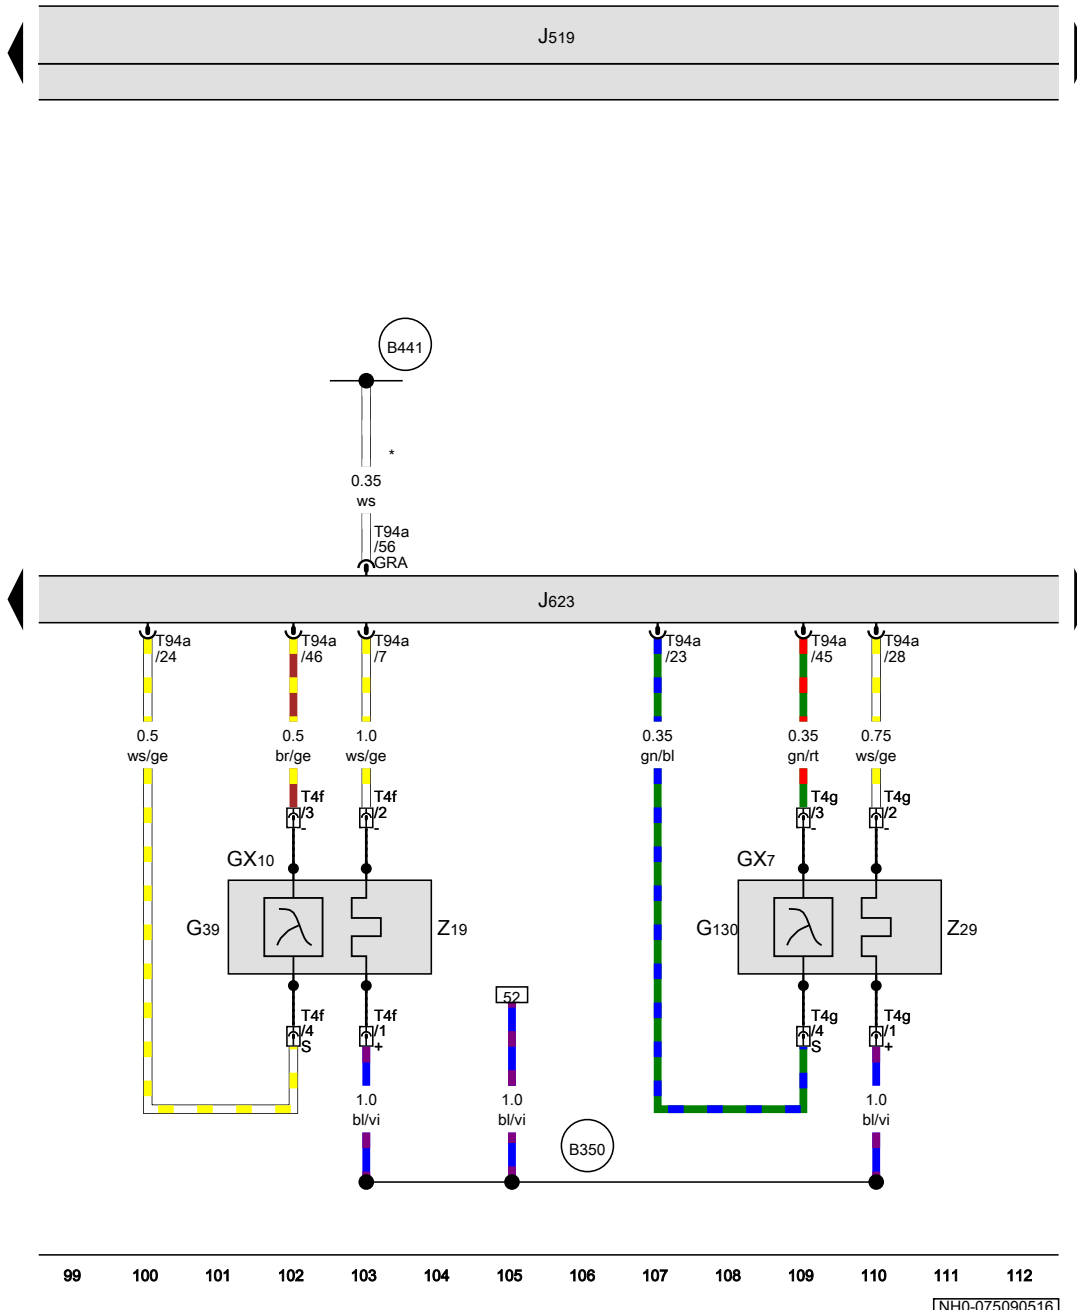 J519
B441
*
0.35
ws
T94a
/56
GRA
J623
T94a
/24
T94a
/46
T94a
/7
T94a
/23
T94a
/45
T94a
/28
0.5
ws/ge
0.5
br/ge
1.0
ws/ge
0.35
gn/bl
0.35
gn/rt
0.75
ws/ge
T4f
/3
-
T4f
/2
-
T4g
/3
-
T4g
/2
-
GX10
GX7
G39
Z19
G130
Z29
52
T4f
/4
S
T4f
/1
+
T4g
/4
S
T4g
/1
+
1.0
bl/vi
1.0
bl/vi
1.0
bl/vi
B350
99 100 101 102 103 104 105 106 107 108 109 110 111 112
NH0-075090516